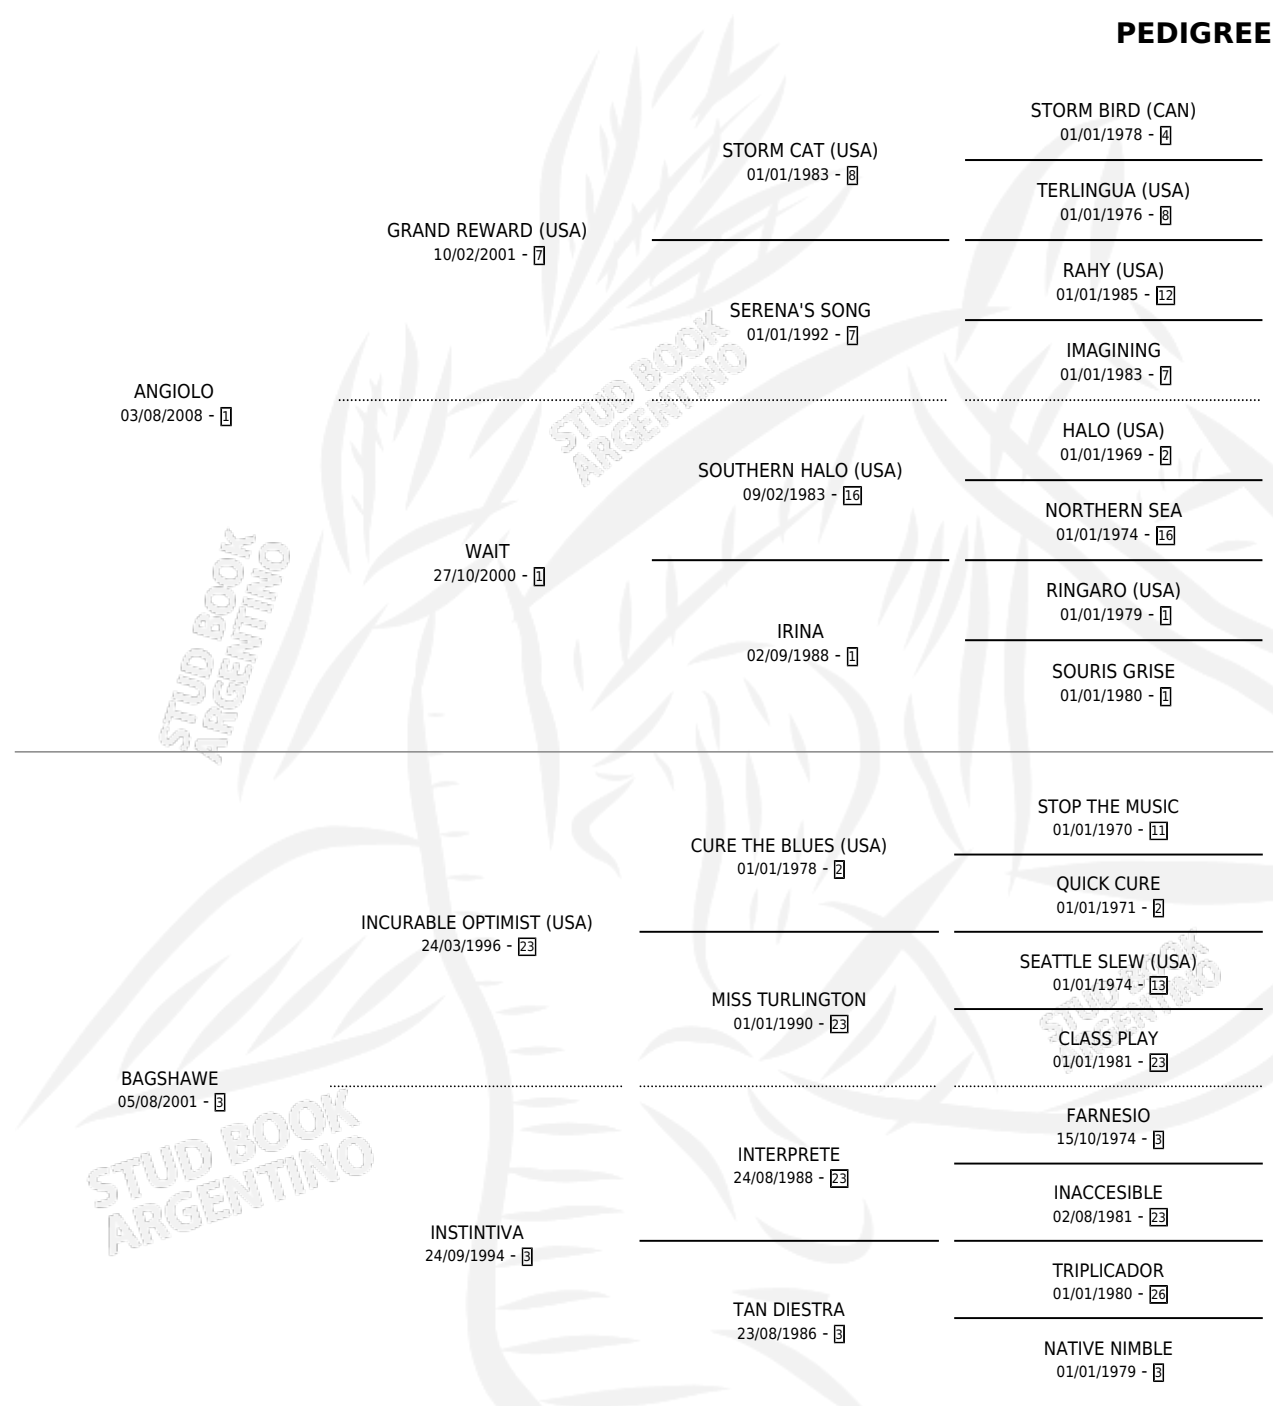 PEDIGREE
STORM BIRD (CAN)
01/01/1978 - 4
STORM CAT (USA)
01/01/1983 - 8
TERLINGUA (USA)
01/01/1976 - 8
GRAND REWARD (USA)
10/02/2001 - 7
RAHY (USA)
01/01/1985 - 12
SERENA'S SONG
01/01/1992 - 7
IMAGINING
01/01/1983 - 7
ANGIOLO
03/08/2008 - 1
HALO (USA)
01/01/1969 - 2
SOUTHERN HALO (USA)
09/02/1983 - 16
NORTHERN SEA
01/01/1974 - 16
WAIT
27/10/2000 - 1
RINGARO (USA)
01/01/1979 - 1
IRINA
02/09/1988 - 1
SOURIS GRISE
01/01/1980 - 1
STOP THE MUSIC
01/01/1970 - 11
CURE THE BLUES (USA)
01/01/1978 - 2
QUICK CURE
01/01/1971 - 2
INCURABLE OPTIMIST (USA)
24/03/1996 - 23
SEATTLE SLEW (USA)
01/01/1974 - 13
MISS TURLINGTON
01/01/1990 - 23
CLASS PLAY
01/01/1981 - 23
BAGSHAWE
05/08/2001 - 3
FARNESIO
15/10/1974 - 3
INTERPRETE
24/08/1988 - 23
INACCESIBLE
02/08/1981 - 23
INSTINTIVA
24/09/1994 - 3
TRIPLICADOR
01/01/1980 - 26
TAN DIESTRA
23/08/1986 - 3
NATIVE NIMBLE
01/01/1979 - 3
STUD BOOK
ARGENTINO
STUD BOOK
ARGENTINO
STUD BOOK
ARGENTINO
STUD BOOK
ARGENTINO